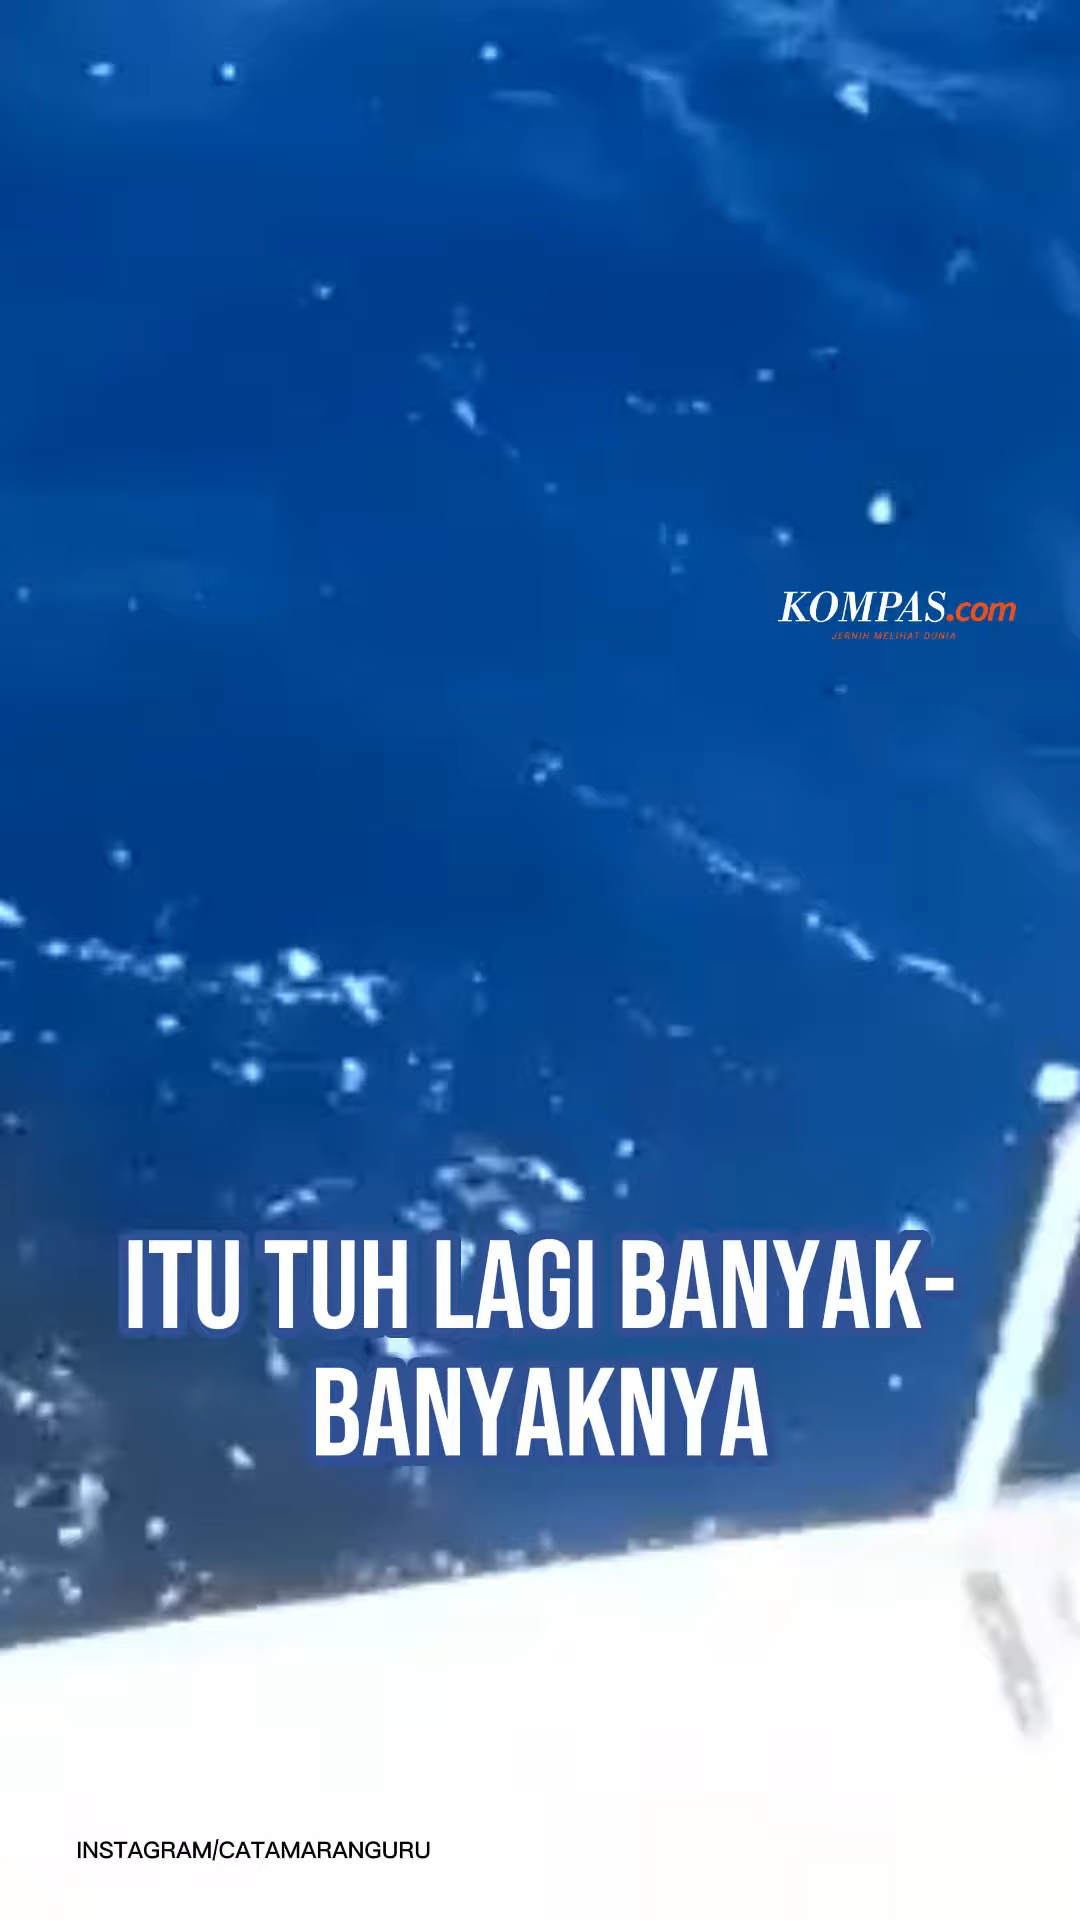 KOMPAS.com
JERNIH MELIHAT DUNIA
ITU TUH LAGI BANYAK-
BANYAKNYA
INSTAGRAM/CATAMARANGURU